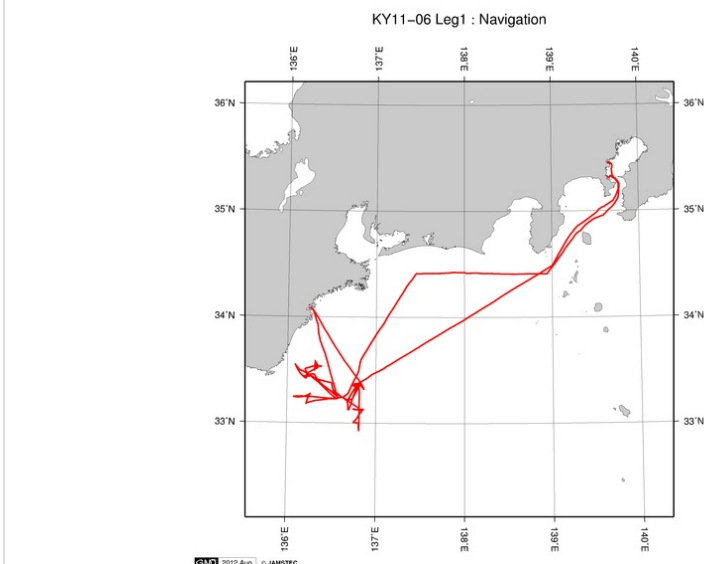 KY11−06 Leg1 : Navigation
136˚E 137˚E 138˚E 139˚E 140˚E
36˚N 36˚N
35˚N 35˚N
34˚N 34˚N
33˚N 33˚N
136˚E 137˚E 138˚E 139˚E 140˚E
GMD 2012 Aug © JAMSTEC